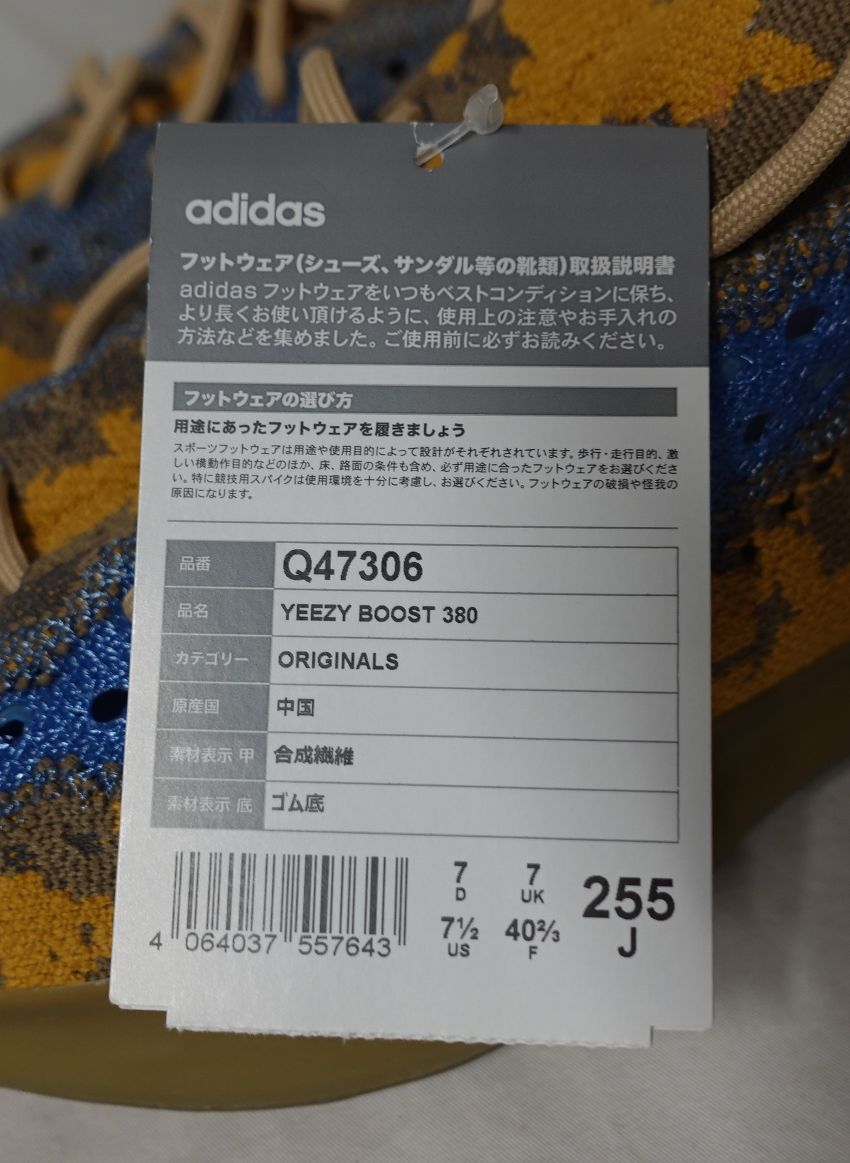 adidas
フットウェア(シューズ、サンダル等の靴類)取扱説明書
adidas フットウェアをいつもベストコンディションに保ち、
より長くお使い頂けるように、使用上の注意やお手入れの
方法などを集めました。ご使用前に必ずお読みください。
フットウェアの選び方
用途にあったフットウェアを履きましょう
スポーツフットウェアは用途や使用目的によって設計がそれぞれされています。歩行・走行目的、激
しい横動作目的などのほか、床、路面の条件も含め、必ず用途に合ったフットウェアをお選びくださ
い。特に競技用スパイクは使用環境を十分に考慮し、お選びください。フットウェアの破損や怪我の
原因になります。
品番 Q47306
品名 YEEZY BOOST 380
カテゴリー ORIGINALS
原産国 中国
素材表示 甲 合成繊維
素材表示 底 ゴム底
7 7 255
D UK J
7½ 40⅔
US F
4 064037 557643